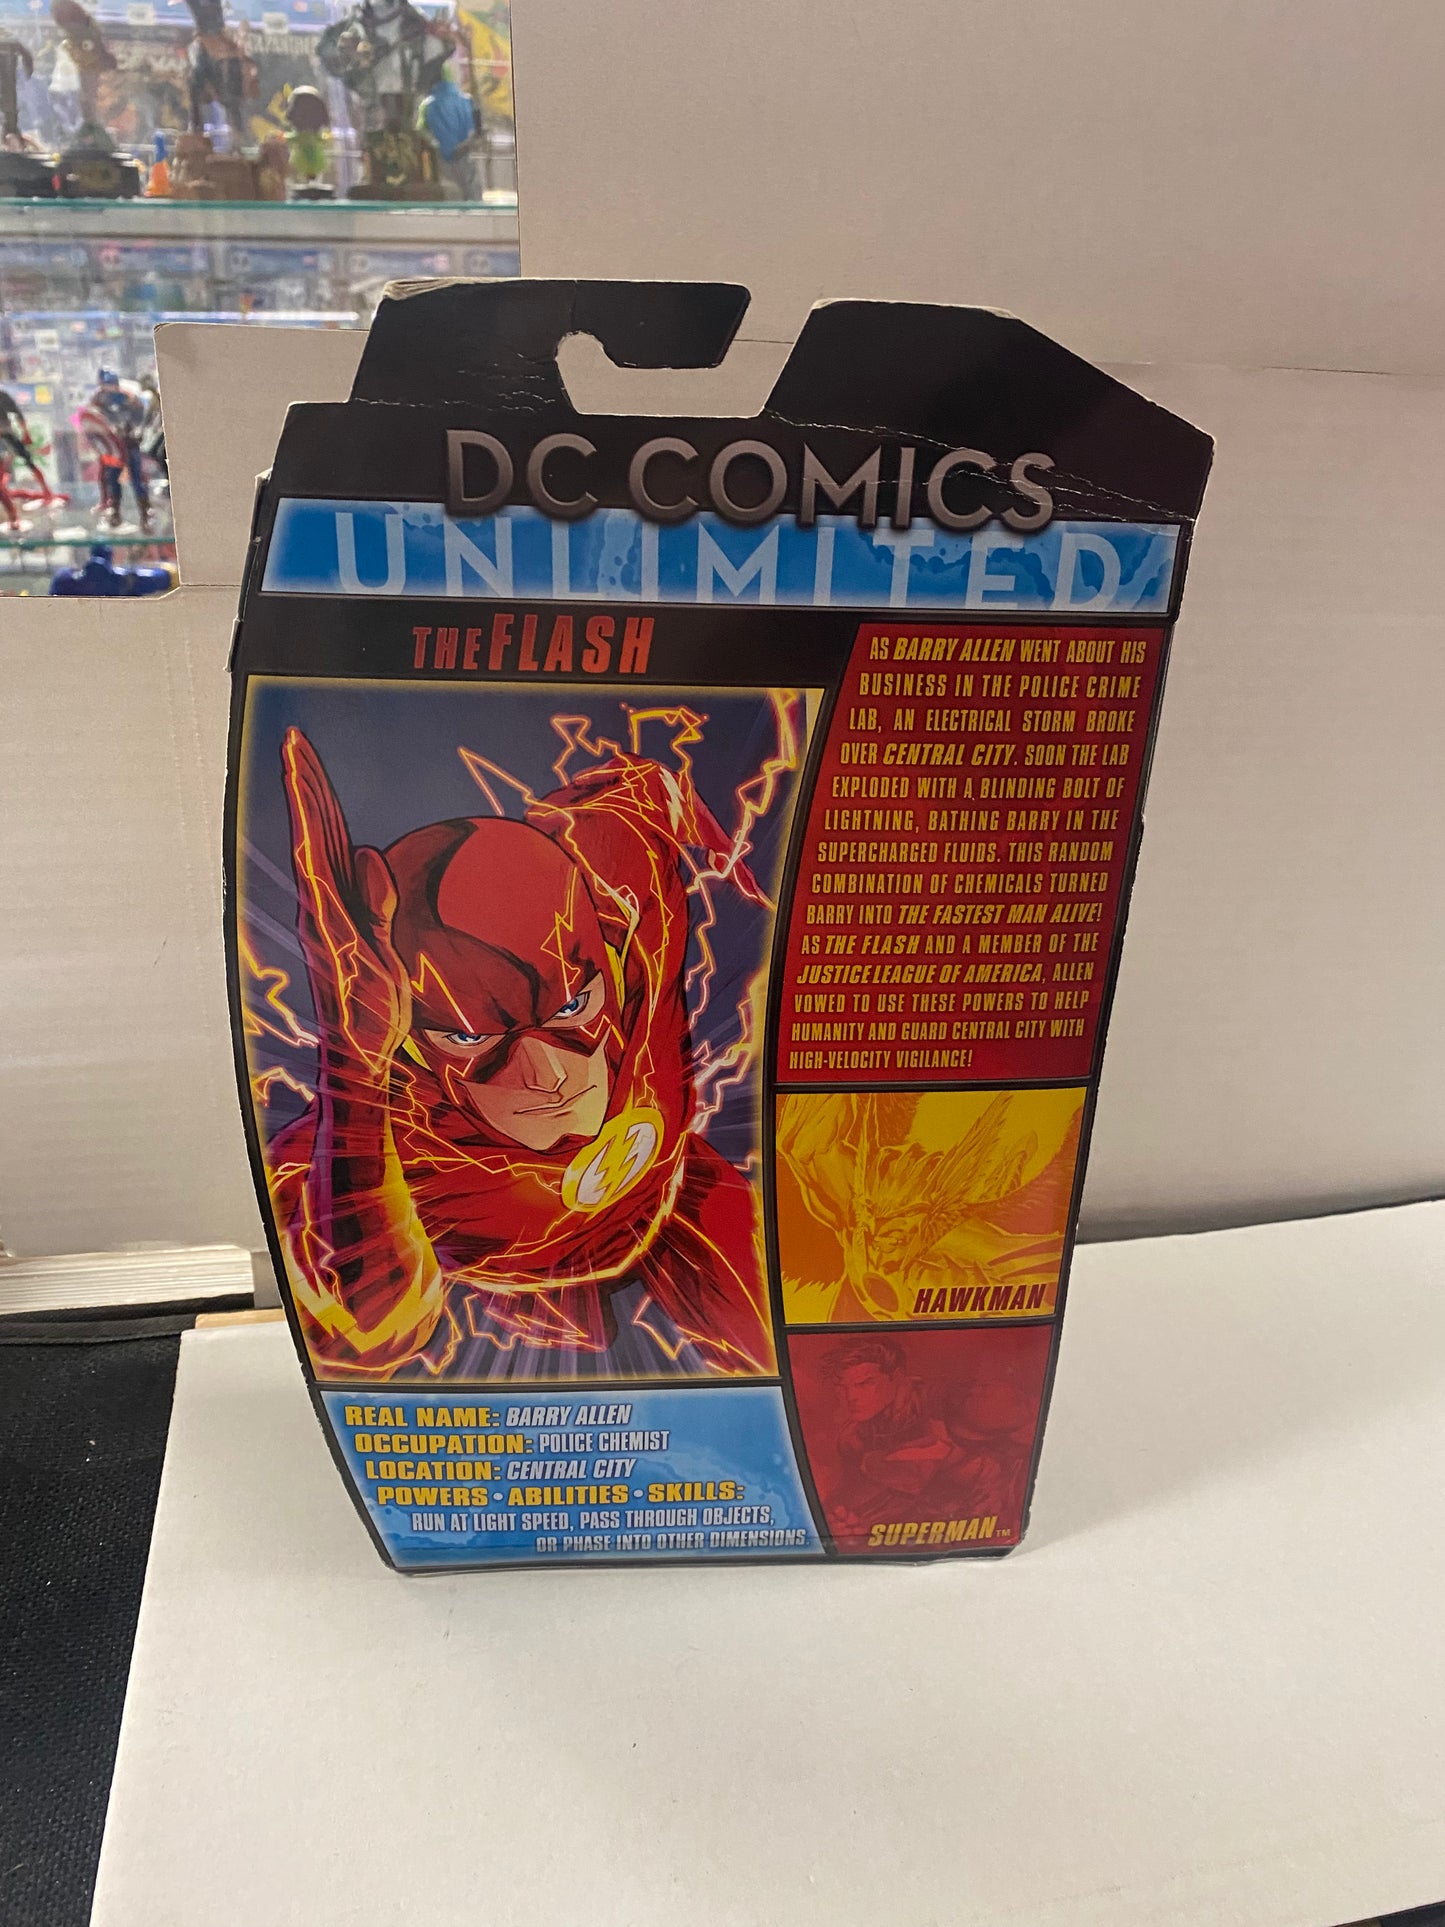 DC COMICS
UNLIMITED
THE FLASH
AS BARRY ALLEN WENT ABOUT HIS
BUSINESS IN THE POLICE CRIME
LAB, AN ELECTRICAL STORM BROKE
OVER CENTRAL CITY. SOON THE LAB
EXPLODED WITH A BLINDING BOLT OF
LIGHTNING, BATHING BARRY IN THE
SUPERCHARGED FLUIDS. THIS RANDOM
COMBINATION OF CHEMICALS TURNED
BARRY INTO THE FASTEST MAN ALIVE!
AS THE FLASH AND A MEMBER OF THE
JUSTICE LEAGUE OF AMERICA, ALLEN
VOWED TO USE THESE POWERS TO HELP
HUMANITY AND GUARD CENTRAL CITY WITH
HIGH-VELOCITY VIGILANCE!
HAWKMAN
SUPERMAN™
REAL NAME: BARRY ALLEN
OCCUPATION: POLICE CHEMIST
LOCATION: CENTRAL CITY
POWERS • ABILITIES • SKILLS:
RUN AT LIGHT SPEED, PASS THROUGH OBJECTS,
OR PHASE INTO OTHER DIMENSIONS.